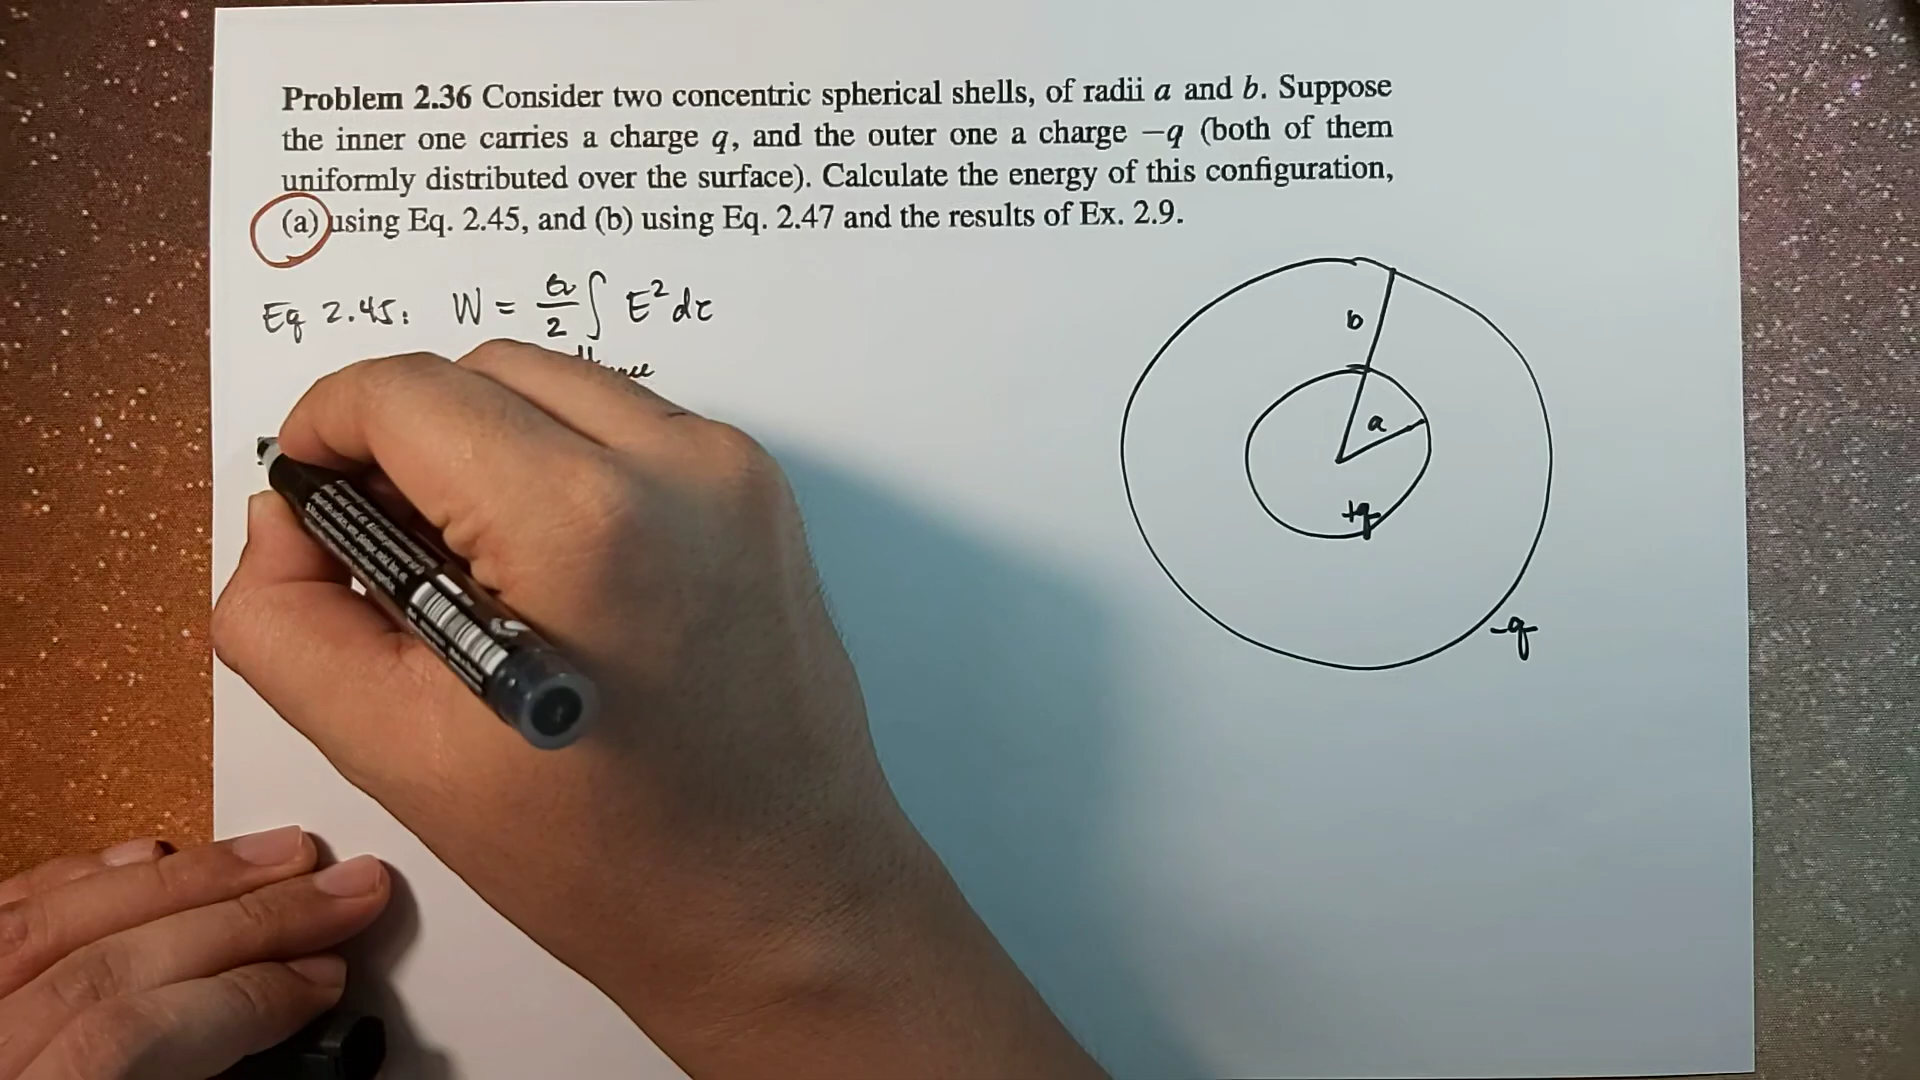 Problem 2.36 Consider two concentric spherical shells, of radii a and b. Suppose
the inner one carries a charge q, and the outer one a charge −q (both of them
uniformly distributed over the surface). Calculate the energy of this configuration,
(a) using Eq. 2.45, and (b) using Eq. 2.47 and the results of Ex. 2.9.
Eq 2.45: W = ε₀/2 ∫ E² dτ
b
a
+q
-q